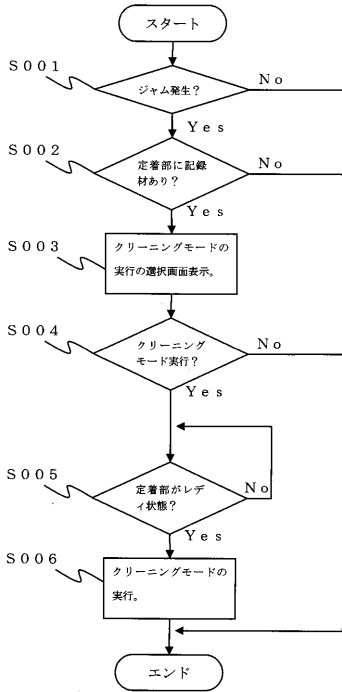 スタート
S001
ジャム発生?
No
Yes
S002
定着部に記録
材あり?
No
Yes
S003
クリーニングモードの
実行の選択画面表示。
S004
クリーニング
モード実行?
No
Yes
S005
定着部がレデ
ィ状態?
No
Yes
S006
クリーニングモードの
実行。
エンド